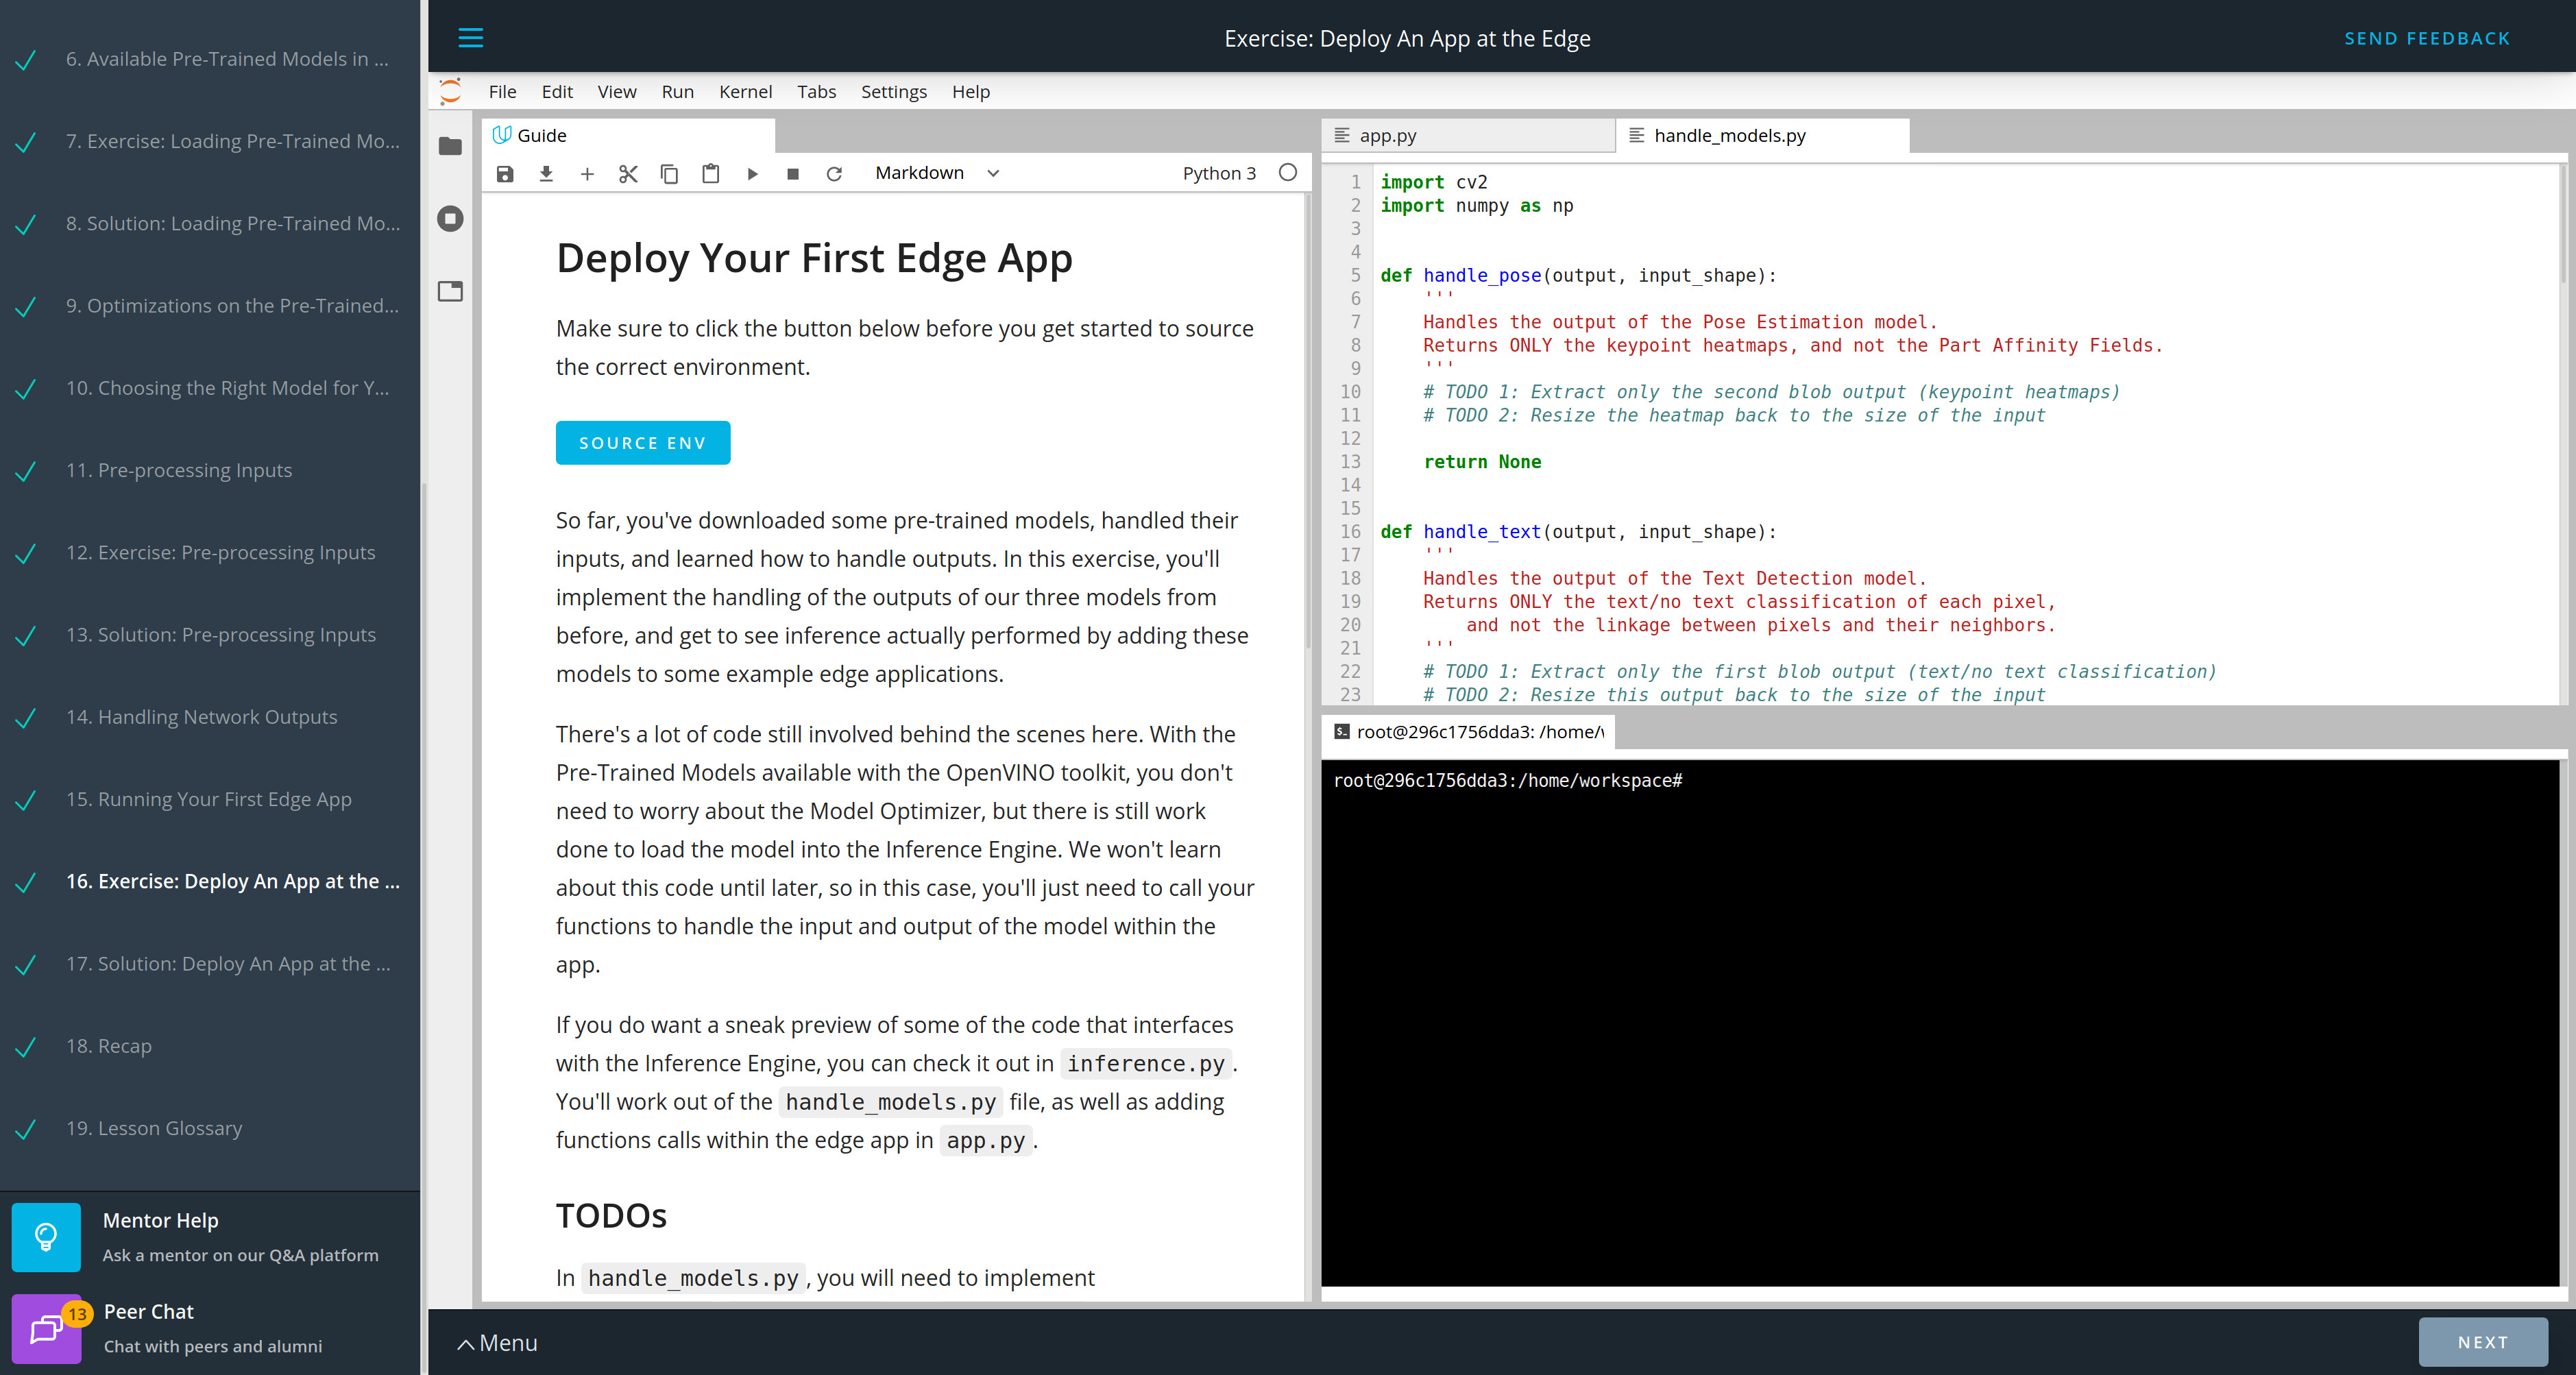 6. Available Pre-Trained Models in ...
7. Exercise: Loading Pre-Trained Mo...
8. Solution: Loading Pre-Trained Mo...
9. Optimizations on the Pre-Trained...
10. Choosing the Right Model for Y...
11. Pre-processing Inputs
12. Exercise: Pre-processing Inputs
13. Solution: Pre-processing Inputs
14. Handling Network Outputs
15. Running Your First Edge App
16. Exercise: Deploy An App at the ...
17. Solution: Deploy An App at the ...
18. Recap
19. Lesson Glossary
Mentor Help
Ask a mentor on our Q&A platform
13
Peer Chat
Chat with peers and alumni
Exercise: Deploy An App at the Edge
SEND FEEDBACK
File Edit View Run Kernel Tabs Settings Help
Guide
Markdown
Python 3
Deploy Your First Edge App
Make sure to click the button below before you get started to source
the correct environment.
SOURCE ENV
So far, you've downloaded some pre-trained models, handled their
inputs, and learned how to handle outputs. In this exercise, you'll
implement the handling of the outputs of our three models from
before, and get to see inference actually performed by adding these
models to some example edge applications.
There's a lot of code still involved behind the scenes here. With the
Pre-Trained Models available with the OpenVINO toolkit, you don't
need to worry about the Model Optimizer, but there is still work
done to load the model into the Inference Engine. We won't learn
about this code until later, so in this case, you'll just need to call your
functions to handle the input and output of the model within the
app.
If you do want a sneak preview of some of the code that interfaces
with the Inference Engine, you can check it out in inference.py.
You'll work out of the handle_models.py file, as well as adding
functions calls within the edge app in app.py.
TODOs
In handle_models.py, you will need to implement
app.py
handle_models.py
1 import cv2
2 import numpy as np
3
4
5 def handle_pose(output, input_shape):
6     '''
7     Handles the output of the Pose Estimation model.
8     Returns ONLY the keypoint heatmaps, and not the Part Affinity Fields.
9     '''
10     # TODO 1: Extract only the second blob output (keypoint heatmaps)
11     # TODO 2: Resize the heatmap back to the size of the input
12
13     return None
14
15
16 def handle_text(output, input_shape):
17     '''
18     Handles the output of the Text Detection model.
19     Returns ONLY the text/no text classification of each pixel,
20         and not the linkage between pixels and their neighbors.
21     '''
22     # TODO 1: Extract only the first blob output (text/no text classification)
23     # TODO 2: Resize this output back to the size of the input
root@296c1756dda3: /home/
root@296c1756dda3:/home/workspace#
Menu
NEXT